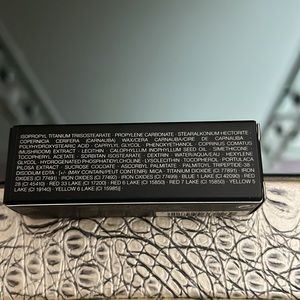 ISOPROPYL TITANIUM TRIISOSTEARATE · PROPYLENE CARBONATE · STEARALKONIUM HECTORITE ·
COPERNICIA CERIFERA (CARNAUBA) WAX/CERA CARNAUBA/CIRE DE CARNAUBA ·
POLYHYDROXYSTEARIC ACID · CAPRYLYL GLYCOL · PHENOXYETHANOL ·
(MUSHROOM) EXTRACT · LECITHIN · CALOPHYLLUM INOPHYLLUM SEED OIL · SIMETHICONE ·
TOCOPHERYL ACETATE · SORBITAN ISOSTEARATE · DEXTRIN · WATER/AQUA/EAU · HEXYLENE
GLYCOL · HYDROGENATED PHOSPHATIDYLCHOLINE · LYSOLECITHIN · TOCOPHEROL · PORTULACA
EXTRACT · SUCROSE COCOATE · ASCORBYL PALMITATE · PALMITOYL TRIPEPTIDE-38 ·
DISODIUM EDTA · [+/- (MAY CONTAIN/PEUT CONTENIR): MICA · TITANIUM DIOXIDE (CI 77891) · IRON
OXIDES (CI 77491) · IRON OXIDES (CI 77492) · IRON OXIDES (CI 77499) · BLUE 1 LAKE (CI 42090) · RED
28 (CI 45410) · RED 33 LAKE (CI 17200) · RED 6 LAKE (CI 15850) · RED 7 LAKE (CI 15850) · YELLOW 5
LAKE (CI 19140) · YELLOW 6 LAKE (CI 15985)]